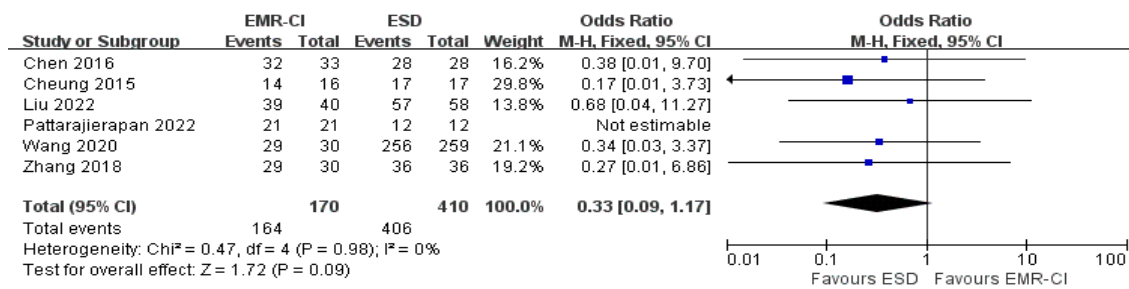 EMR-CI ESD Odds Ratio Odds Ratio
Study or Subgroup Events Total Events Total Weight M-H, Fixed, 95% CI M-H, Fixed, 95% CI
Chen 2016 32 33 28 28 16.2% 0.38 [0.01, 9.70]
Cheung 2015 14 16 17 17 29.8% 0.17 [0.01, 3.73]
Liu 2022 39 40 57 58 13.8% 0.68 [0.04, 11.27]
Pattarajierapan 2022 21 21 12 12 Not estimable
Wang 2020 29 30 256 259 21.1% 0.34 [0.03, 3.37]
Zhang 2018 29 30 36 36 19.2% 0.27 [0.01, 6.86]
Total (95% CI) 170 410 100.0% 0.33 [0.09, 1.17]
Total events 164 406
Heterogeneity: Chi² = 0.47, df = 4 (P = 0.98); I² = 0%
Test for overall effect: Z = 1.72 (P = 0.09)
0.01 0.1 1 10 100
Favours ESD Favours EMR-CI